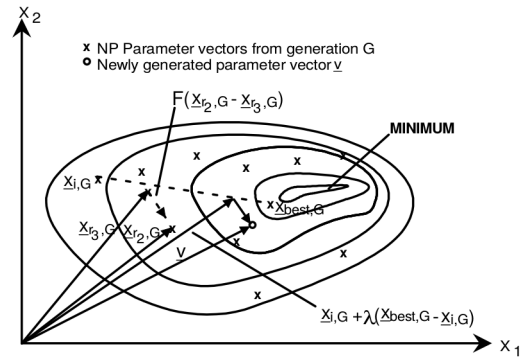 X2
x NP Parameter vectors from generation G
o Newly generated parameter vector v
F(xr2,G - xr3,G)
MINIMUM
xi,G
xbest,G
xr3,G xr2,G
v
xi,G + λ(xbest,G - xi,G)
X1